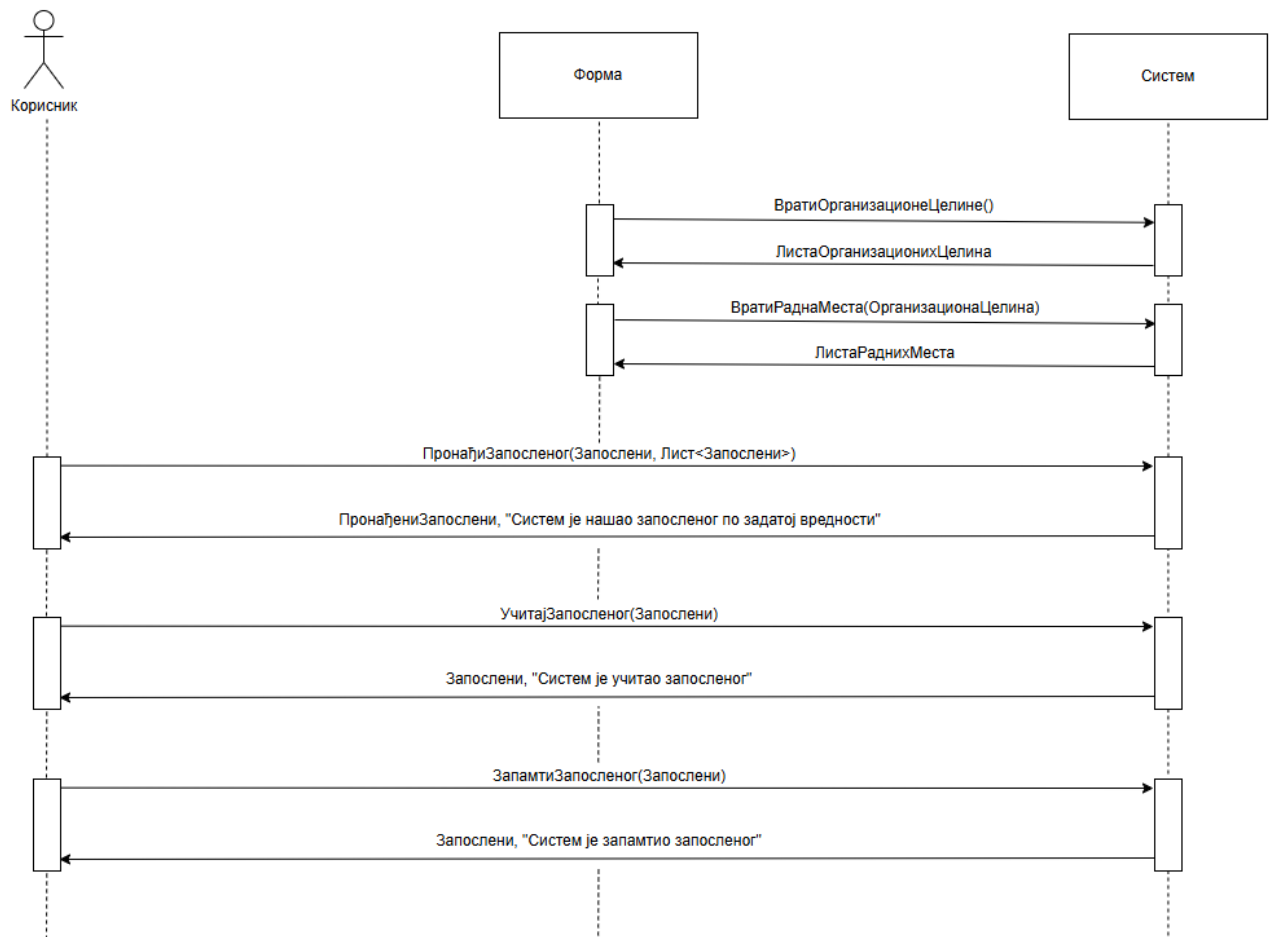 Корисник
Форма
Систем
ВратиОрганизационеЦелине()
ЛистаОрганизационихЦелина
ВратиРаднаМеста(ОрганизационаЦелина)
ЛистаРаднихМеста
ПронађиЗапосленог(Запослени, Лист<Запослени>)
ПронађениЗапослени, "Систем је нашао запосленог по задатој вредности"
УчитајЗапосленог(Запослени)
Запослени, "Систем је учитао запосленог"
ЗапамтиЗапосленог(Запослени)
Запослени, "Систем је запамтио запосленог"